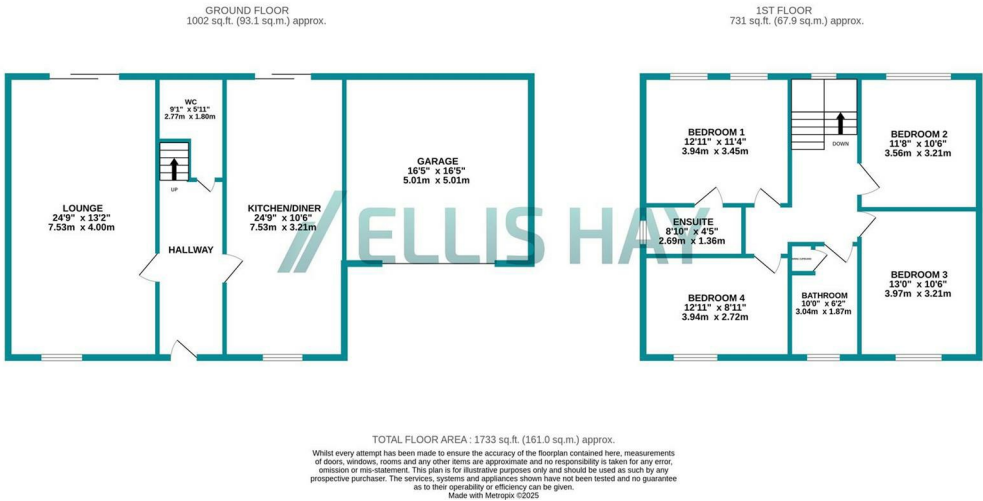 GROUND FLOOR
1002 sq.ft. (93.1 sq.m.) approx.
1ST FLOOR
731 sq.ft. (67.9 sq.m.) approx.
WC
9'1" x 5'11"
2.77m x 1.80m
UP
LOUNGE
24'9" x 13'2"
7.53m x 4.00m
HALLWAY
KITCHEN/DINER
24'9" x 10'6"
7.53m x 3.21m
GARAGE
16'5" x 16'5"
5.01m x 5.01m
ELLIS HAY
BEDROOM 1
12'11" x 11'4"
3.94m x 3.45m
DOWN
BEDROOM 2
11'8" x 10'6"
3.56m x 3.21m
ENSUITE
8'10" x 4'5"
2.69m x 1.36m
BEDROOM 4
12'11" x 8'11"
3.94m x 2.72m
BATHROOM
10'0" x 6'2"
3.04m x 1.87m
BEDROOM 3
13'0" x 10'6"
3.97m x 3.21m
TOTAL FLOOR AREA : 1733 sq.ft. (161.0 sq.m.) approx.
Whilst every attempt has been made to ensure the accuracy of the floorplan contained here, measurements
of doors, windows, rooms and any other items are approximate and no responsibility is taken for any error,
omission or mis-statement. This plan is for illustrative purposes only and should be used as such by any
prospective purchaser. The services, systems and appliances shown have not been tested and no guarantee
as to their operability or efficiency can be given.
Made with Metropix ©2025